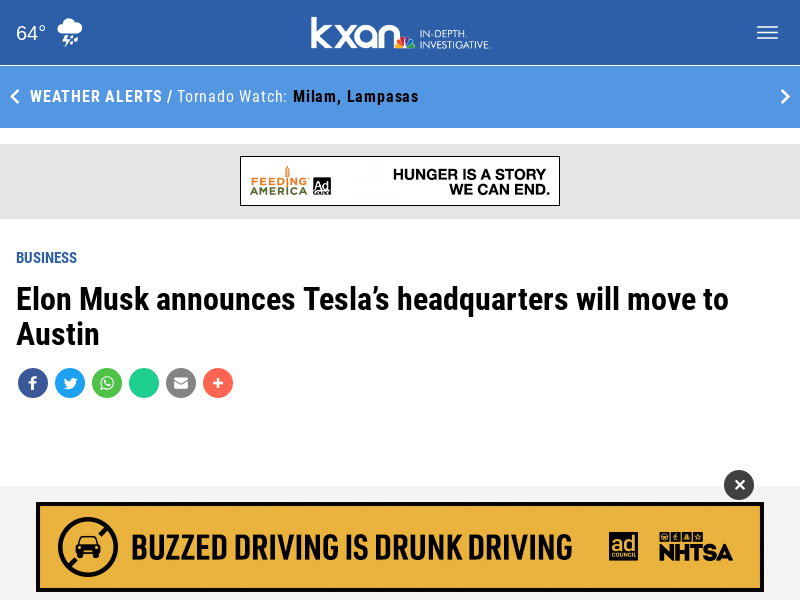 64°
kxan
IN-DEPTH.
INVESTIGATIVE.
WEATHER ALERTS / Tornado Watch: Milam, Lampasas
FEEDING
AMERICA
Ad
COUNCIL
HUNGER IS A STORY
WE CAN END.
BUSINESS
Elon Musk announces Tesla’s headquarters will move to
Austin
BUZZED DRIVING IS DRUNK DRIVING
ad
COUNCIL
NHTSA